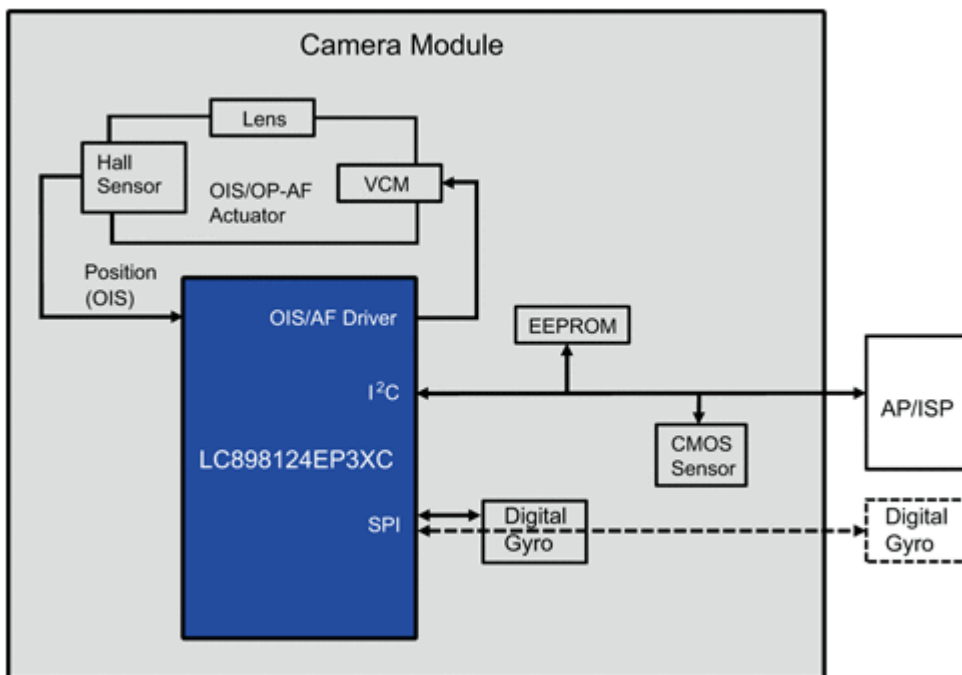 Camera Module
Lens
Hall
Sensor
VCM
OIS/OP-AF
Actuator
Position
(OIS)
OIS/AF Driver
EEPROM
I²C
AP/ISP
CMOS
Sensor
LC898124EP3XC
SPI
Digital
Gyro
Digital
Gyro